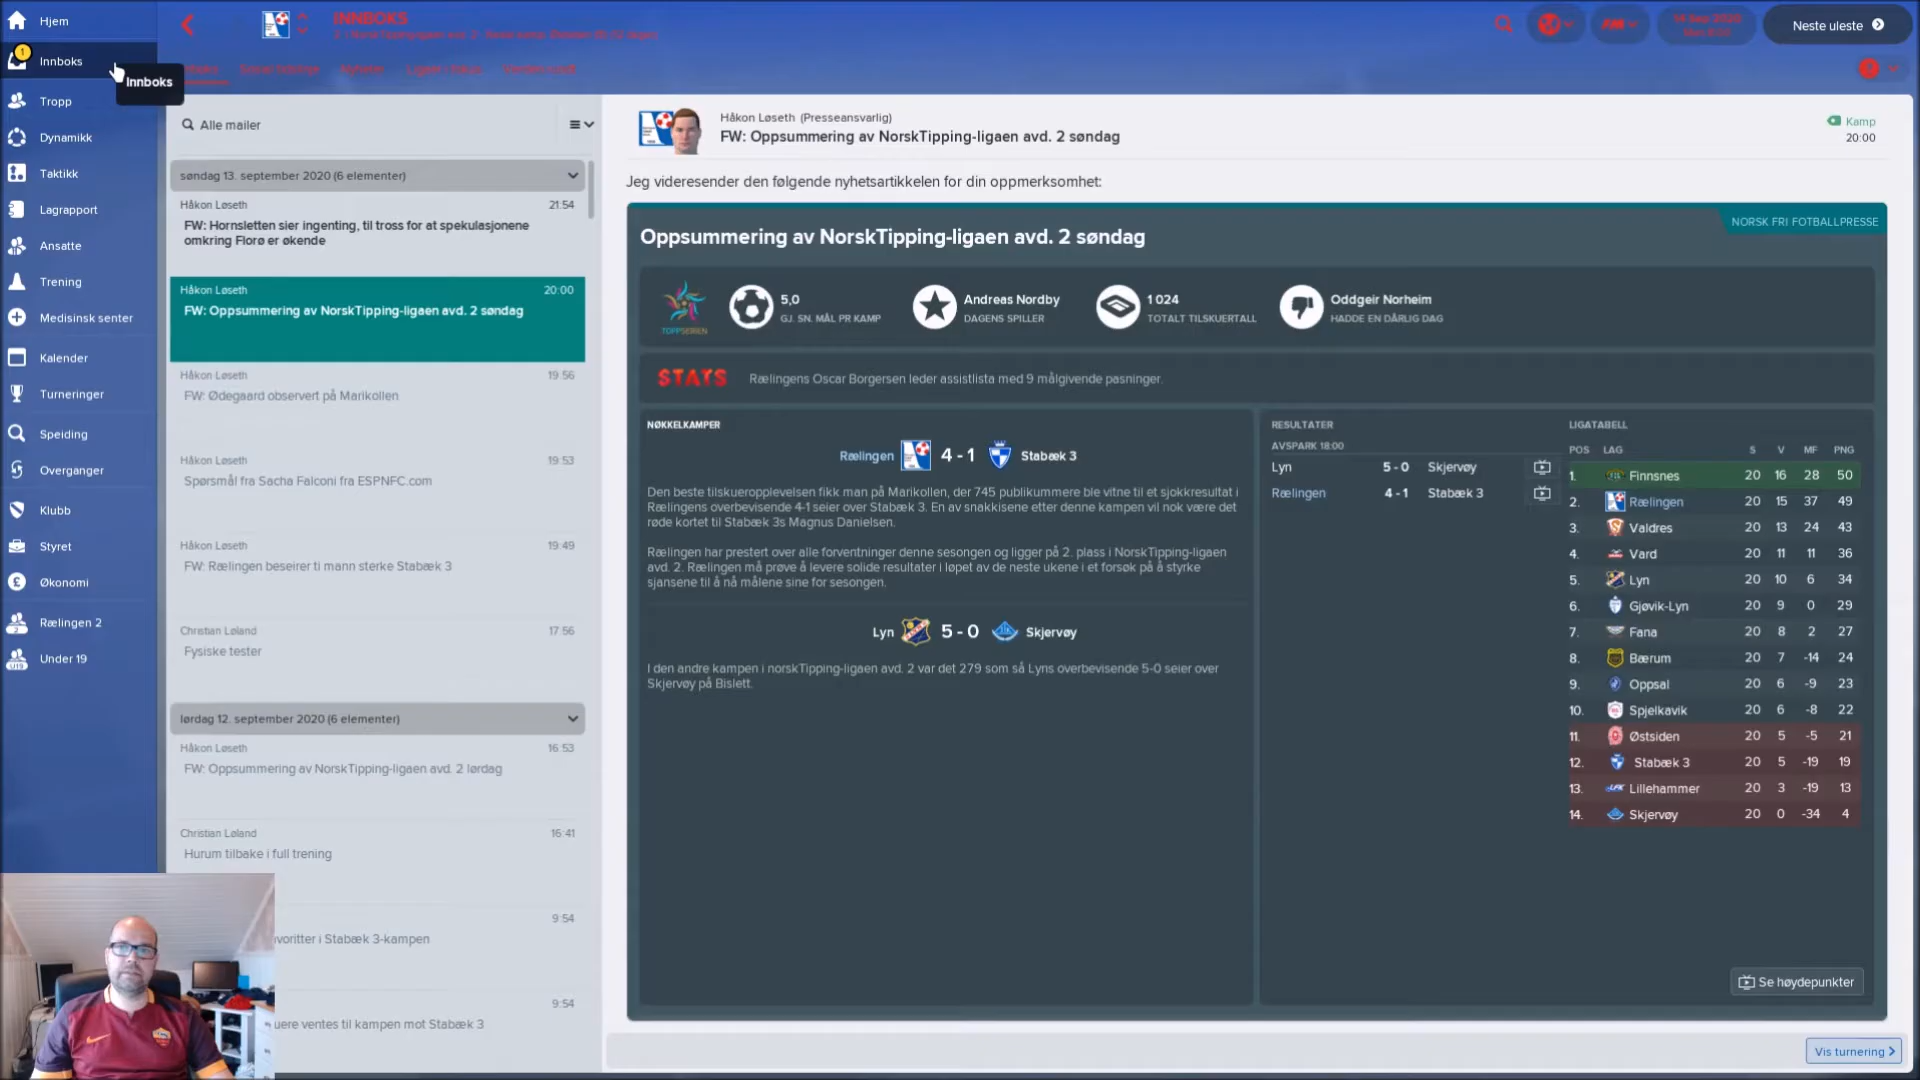 Hjem
1
Innboks
Innboks
Tropp
Dynamikk
Taktikk
Lagrapport
Ansatte
Trening
Medisinsk senter
Kalender
Turneringer
Speiding
Overganger
Klubb
Styret
Økonomi
Rælingen 2
Under 19
INNBOKS
14 Sep 2020
Neste uleste
Alle mailer
søndag 13. september 2020 (6 elementer)
Håkon Løseth 21:54
FW: Hornsletten sier ingenting, til tross for at spekulasjonene
omkring Florø er økende
Håkon Løseth 20:00
FW: Oppsummering av NorskTipping-ligaen avd. 2 søndag
Håkon Løseth 19:56
FW: Ødegaard observert på Marikollen
Håkon Løseth 19:53
Spørsmål fra Sacha Falconi fra ESPNFC.com
Håkon Løseth 19:49
FW: Rælingen beseirer ti mann sterke Stabæk 3
Christian Løland 17:56
Fysiske tester
lørdag 12. september 2020 (6 elementer)
Håkon Løseth 16:53
FW: Oppsummering av NorskTipping-ligaen avd. 2 lørdag
Christian Løland 16:41
Hurum tilbake i full trening
9:54
voritter i Stabæk 3-kampen
9:54
uere ventes til kampen mot Stabæk 3
Håkon Løseth (Presseansvarlig)
FW: Oppsummering av NorskTipping-ligaen avd. 2 søndag
Kamp
20:00
Jeg videresender den følgende nyhetsartikkelen for din oppmerksomhet:
NORSK FRI FOTBALLPRESSE
Oppsummering av NorskTipping-ligaen avd. 2 søndag
TOPPSERIEN
5,0
GJ. SN. MÅL PR KAMP
Andreas Nordby
DAGENS SPILLER
1 024
TOTALT TILSKUERTALL
Oddgeir Norheim
HADDE EN DÅRLIG DAG
STATS
Rælingens Oscar Borgersen leder assistlista med 9 målgivende pasninger.
NØKKELKAMPER
Rælingen 4 - 1 Stabæk 3
Den beste tilskueropplevelsen fikk man på Marikollen, der 745 publikummere ble vitne til et sjokkresultat i
Rælingens overbevisende 4-1 seier over Stabæk 3. En av snakkisene etter denne kampen vil nok være det
røde kortet til Stabæk 3s Magnus Danielsen.
Rælingen har prestert over alle forventninger denne sesongen og ligger på 2. plass i NorskTipping-ligaen
avd. 2. Rælingen må prøve å levere solide resultater i løpet av de neste ukene i et forsøk på å styrke
sjansene til å nå målene sine for sesongen.
Lyn 5 - 0 Skjervøy
I den andre kampen i norskTipping-ligaen avd. 2 var det 279 som så Lyns overbevisende 5-0 seier over
Skjervøy på Bislett.
RESULTATER
AVSPARK 18:00
Lyn 5 - 0 Skjervøy
Rælingen 4 - 1 Stabæk 3
LIGATABELL
POS LAG S V MF PNG
1. Finnsnes 20 16 28 50
2. Rælingen 20 15 37 49
3. Valdres 20 13 24 43
4. Vard 20 11 11 36
5. Lyn 20 10 6 34
6. Gjøvik-Lyn 20 9 0 29
7. Fana 20 8 2 27
8. Bærum 20 7 -14 24
9. Oppsal 20 6 -9 23
10. Spjelkavik 20 6 -8 22
11. Østsiden 20 5 -5 21
12. Stabæk 3 20 5 -19 19
13. Lillehammer 20 3 -19 13
14. Skjervøy 20 0 -34 4
Se høydepunkter
Vis turnering